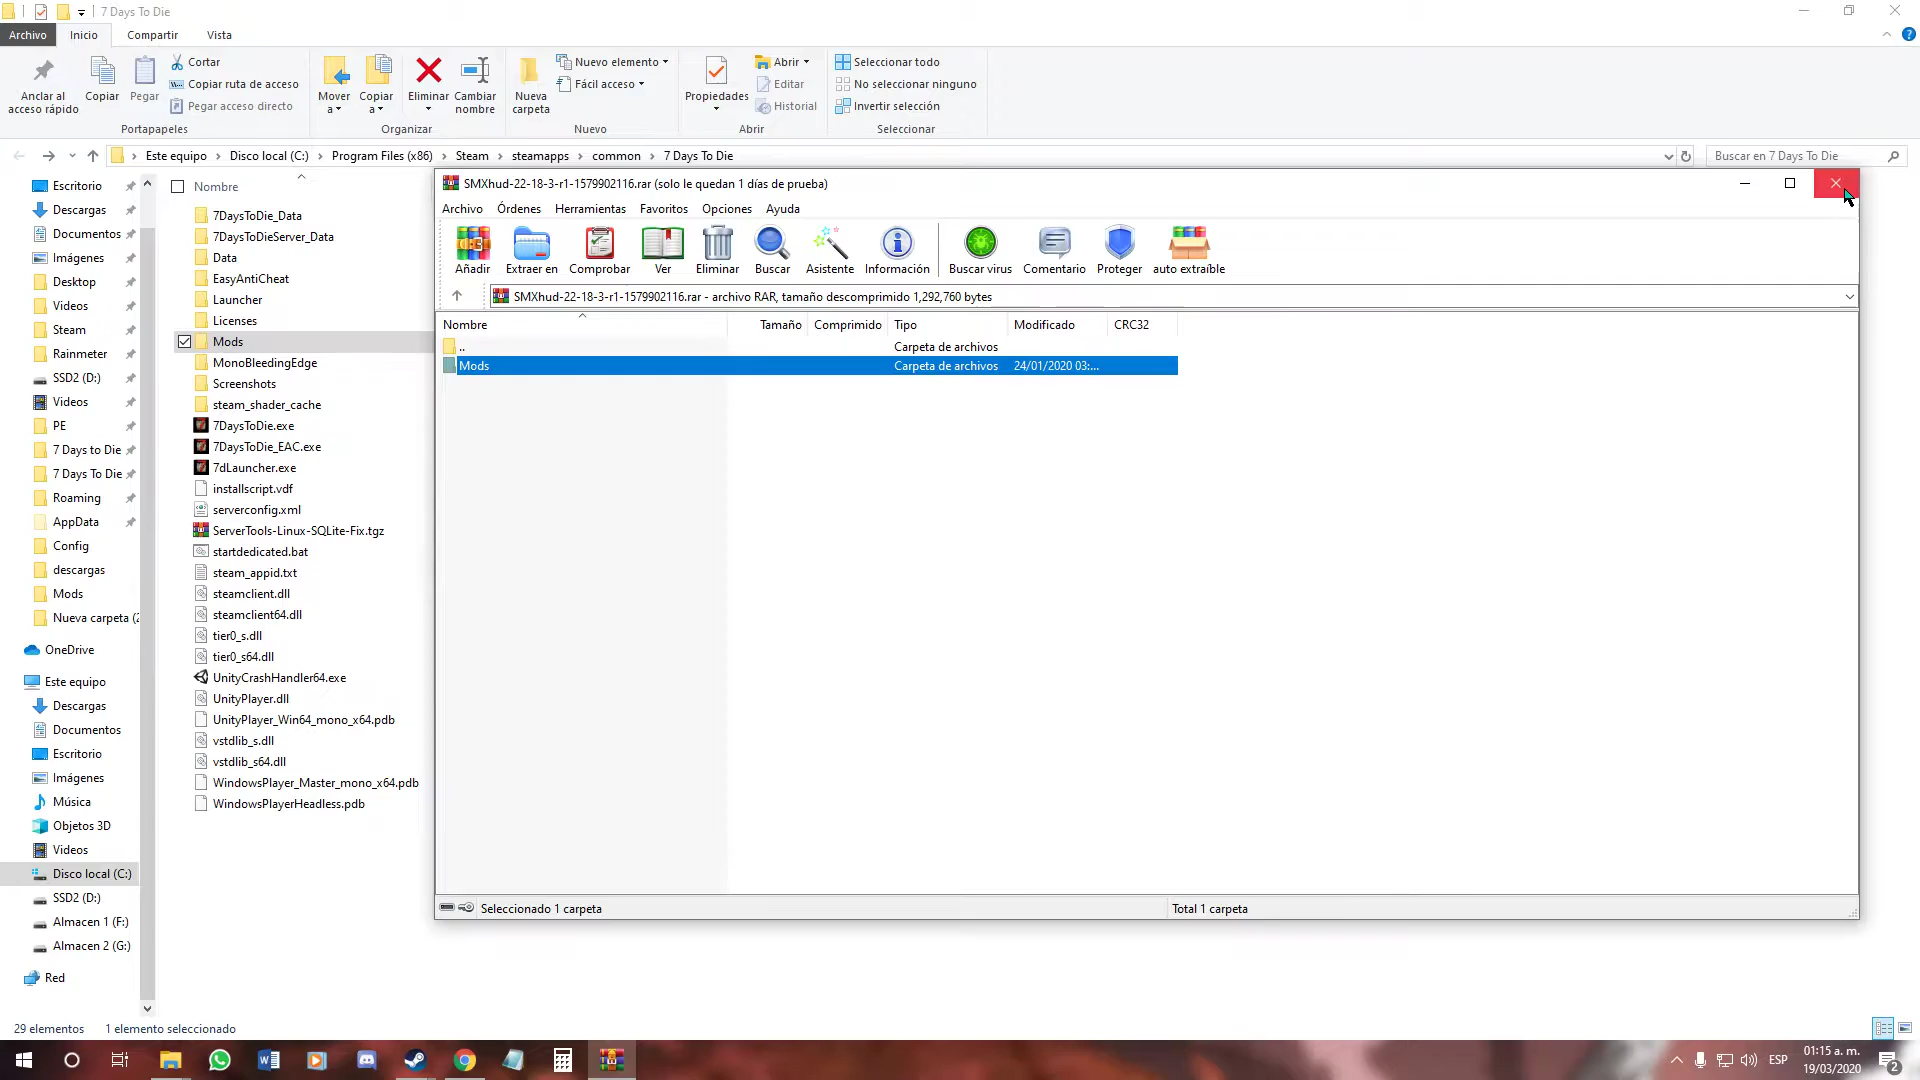 7 Days To Die
Archivo Inicio Compartir Vista
Anclar al acceso rápido
Copiar
Pegar
Cortar
Copiar ruta de acceso
Pegar acceso directo
Portapapeles
Mover a
Copiar a
Eliminar
Cambiar nombre
Organizar
Nueva carpeta
Nuevo elemento
Fácil acceso
Nuevo
Propiedades
Abrir
Editar
Historial
Abrir
Seleccionar todo
No seleccionar ninguno
Invertir selección
Seleccionar
Este equipo > Disco local (C:) > Program Files (x86) > Steam > steamapps > common > 7 Days To Die
Buscar en 7 Days To Die
Escritorio
Descargas
Documentos
Imágenes
Desktop
Videos
Steam
Rainmeter
SSD2 (D:)
Videos
PE
7 Days to Die
7 Days To Die
Roaming
AppData
Config
descargas
Mods
Nueva carpeta (2
OneDrive
Este equipo
Descargas
Documentos
Escritorio
Imágenes
Música
Objetos 3D
Videos
Disco local (C:)
SSD2 (D:)
Almacen 1 (F:)
Almacen 2 (G:)
Red
Nombre
7DaysToDie_Data
7DaysToDieServer_Data
Data
EasyAntiCheat
Launcher
Licenses
Mods
MonoBleedingEdge
Screenshots
steam_shader_cache
7DaysToDie.exe
7DaysToDie_EAC.exe
7dLauncher.exe
installscript.vdf
serverconfig.xml
ServerTools-Linux-SQLite-Fix.tgz
startdedicated.bat
steam_appid.txt
steamclient.dll
steamclient64.dll
tier0_s.dll
tier0_s64.dll
UnityCrashHandler64.exe
UnityPlayer.dll
UnityPlayer_Win64_mono_x64.pdb
vstdlib_s.dll
vstdlib_s64.dll
WindowsPlayer_Master_mono_x64.pdb
WindowsPlayerHeadless.pdb
SMXhud-22-18-3-r1-1579902116.rar (solo le quedan 1 días de prueba)
Archivo Órdenes Herramientas Favoritos Opciones Ayuda
Añadir Extraer en Comprobar Ver Eliminar Buscar Asistente Información Buscar virus Comentario Proteger auto extraíble
SMXhud-22-18-3-r1-1579902116.rar - archivo RAR, tamaño descomprimido 1,292,760 bytes
Nombre Tamaño Comprimido Tipo Modificado CRC32
.. Carpeta de archivos
Mods Carpeta de archivos 24/01/2020 03:...
Seleccionado 1 carpeta
Total 1 carpeta
29 elementos 1 elemento seleccionado
ESP
01:15 a. m.
19/03/2020
2